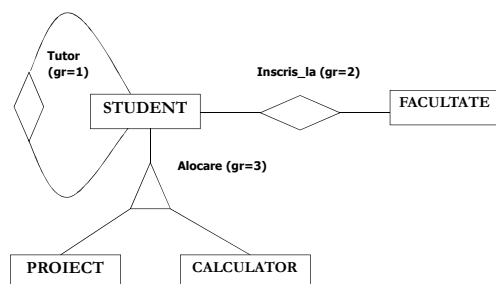 Tutor
(gr=1)
Inscris_la (gr=2)
STUDENT
FACULTATE
Alocare (gr=3)
PROIECT
CALCULATOR